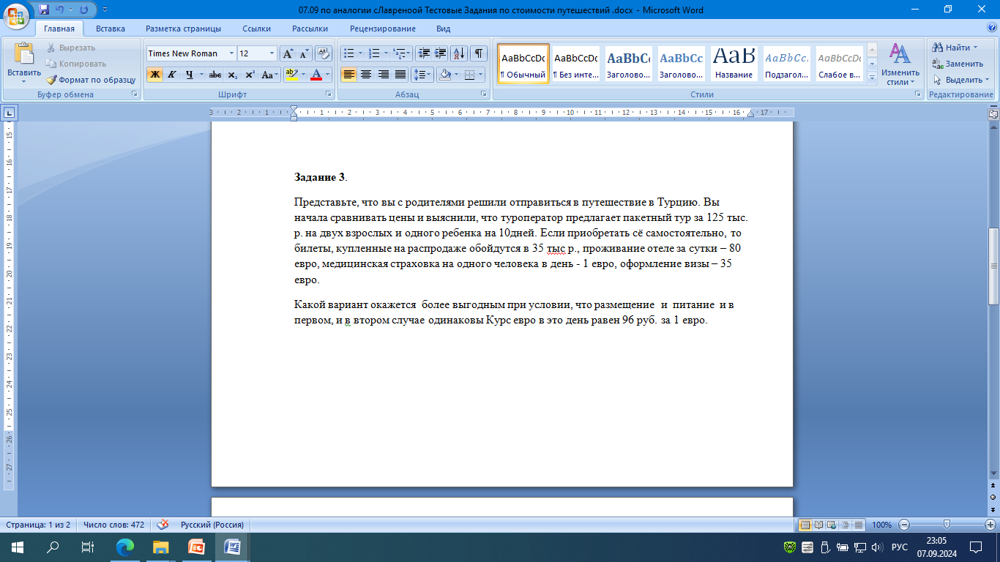 07.09 по аналогии сЛавреноой Тестовые Задания по стоимости путешествий .docx - Microsoft Word
Главная Вставка Разметка страницы Ссылки Рассылки Рецензирование Вид
Вставить
Вырезать
Копировать
Формат по образцу
Буфер обмена
Times New Roman 12
Ж К Ч abc x₂ x² Aa
Шрифт
Абзац
AaBbCcDc AaBbCcDc AaBbCc AaBbCc AaB AaBbCc. AaBbCcDc
¶ Обычный ¶ Без инте... Заголово... Заголово... Название Подзагол... Слабое в...
Изменить стили
Стили
Найти
Заменить
Выделить
Редактирование
3 2 1 1 2 3 4 5 6 7 8 9 10 11 12 13 14 15 16 17
15
16
17
18
19
20
21
22
23
24
25
26
27
Задание 3.
Представьте, что вы с родителями решили отправиться в путешествие в Турцию. Вы
начала сравнивать цены и выяснили, что туроператор предлагает пакетный тур за 125 тыс.
р. на двух взрослых и одного ребенка на 10дней. Если приобретать сё самостоятельно, то
билеты, купленные на распродаже обойдутся в 35 тыс р., проживание отеле за сутки – 80
евро, медицинская страховка на одного человека в день - 1 евро, оформление визы – 35
евро.
Какой вариант окажется более выгодным при условии, что размещение и питание и в
первом, и в втором случае одинаковы Курс евро в это день равен 96 руб. за 1 евро.
Страница: 1 из 2 Число слов: 472 Русский (Россия) 100%
РУС
23:05
07.09.2024